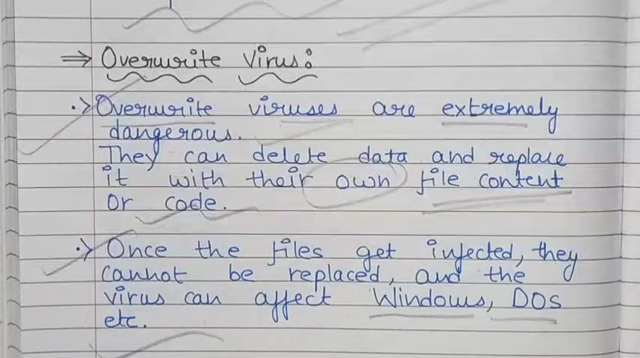 ⇒ Overwrite Virus:
·> Overwrite viruses are extremely
dangerous.
They can delete data and replace
it with their own file content
or code.
·> Once the files get infected, they
cannot be replaced, and the
virus can affect Windows, DOS
etc.